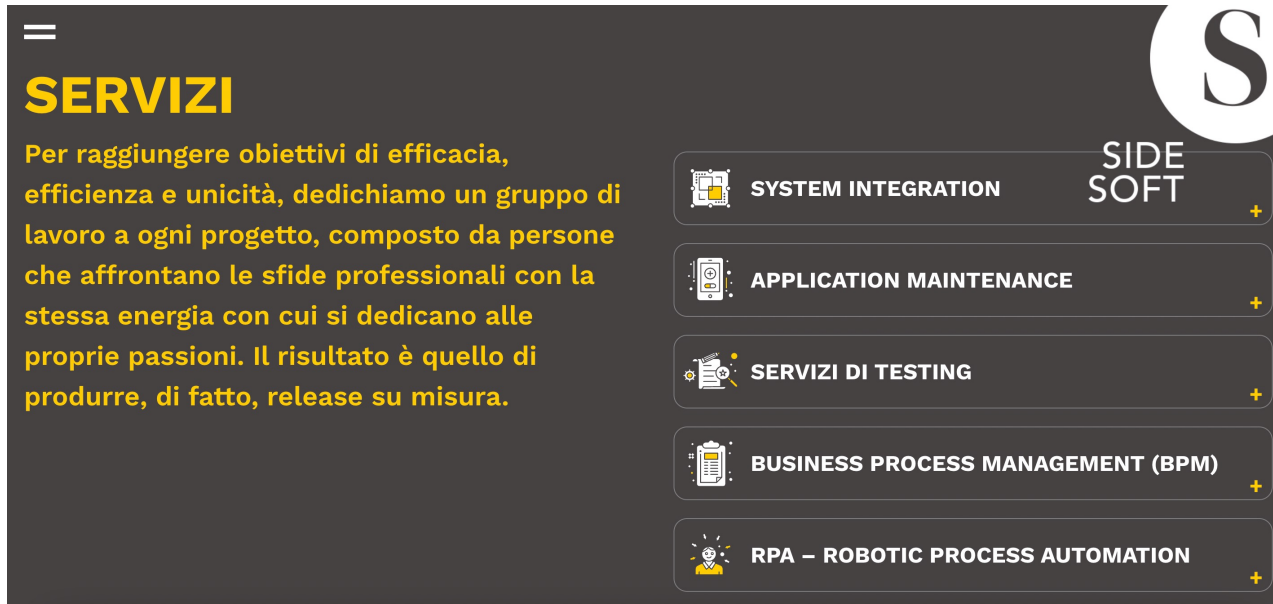 SERVIZI
Per raggiungere obiettivi di efficacia,
efficienza e unicità, dedichiamo un gruppo di
lavoro a ogni progetto, composto da persone
che affrontano le sfide professionali con la
stessa energia con cui si dedicano alle
proprie passioni. Il risultato è quello di
produrre, di fatto, release su misura.
S
SIDE
SOFT
SYSTEM INTEGRATION
+
APPLICATION MAINTENANCE
+
SERVIZI DI TESTING
+
BUSINESS PROCESS MANAGEMENT (BPM)
+
RPA – ROBOTIC PROCESS AUTOMATION
+